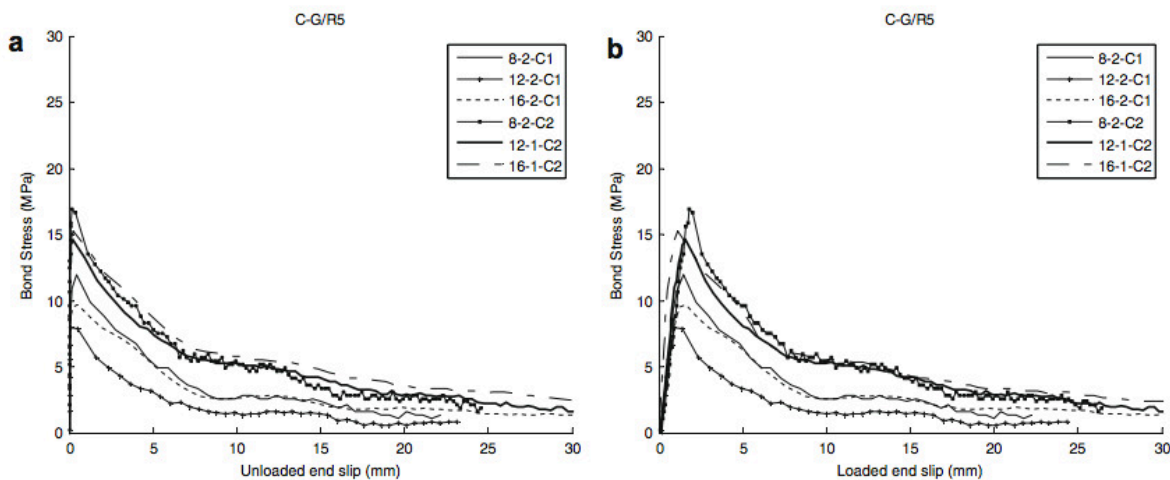 a
C-G/R5
30
25
20
15
10
5
0
Bond Stress (MPa)
8-2-C1
12-2-C1
16-2-C1
8-2-C2
12-1-C2
16-1-C2
0 5 10 15 20 25 30
Unloaded end slip (mm)
b
C-G/R5
30
25
20
15
10
5
0
Bond Stress (MPa)
8-2-C1
12-2-C1
16-2-C1
8-2-C2
12-1-C2
16-1-C2
0 5 10 15 20 25 30
Loaded end slip (mm)